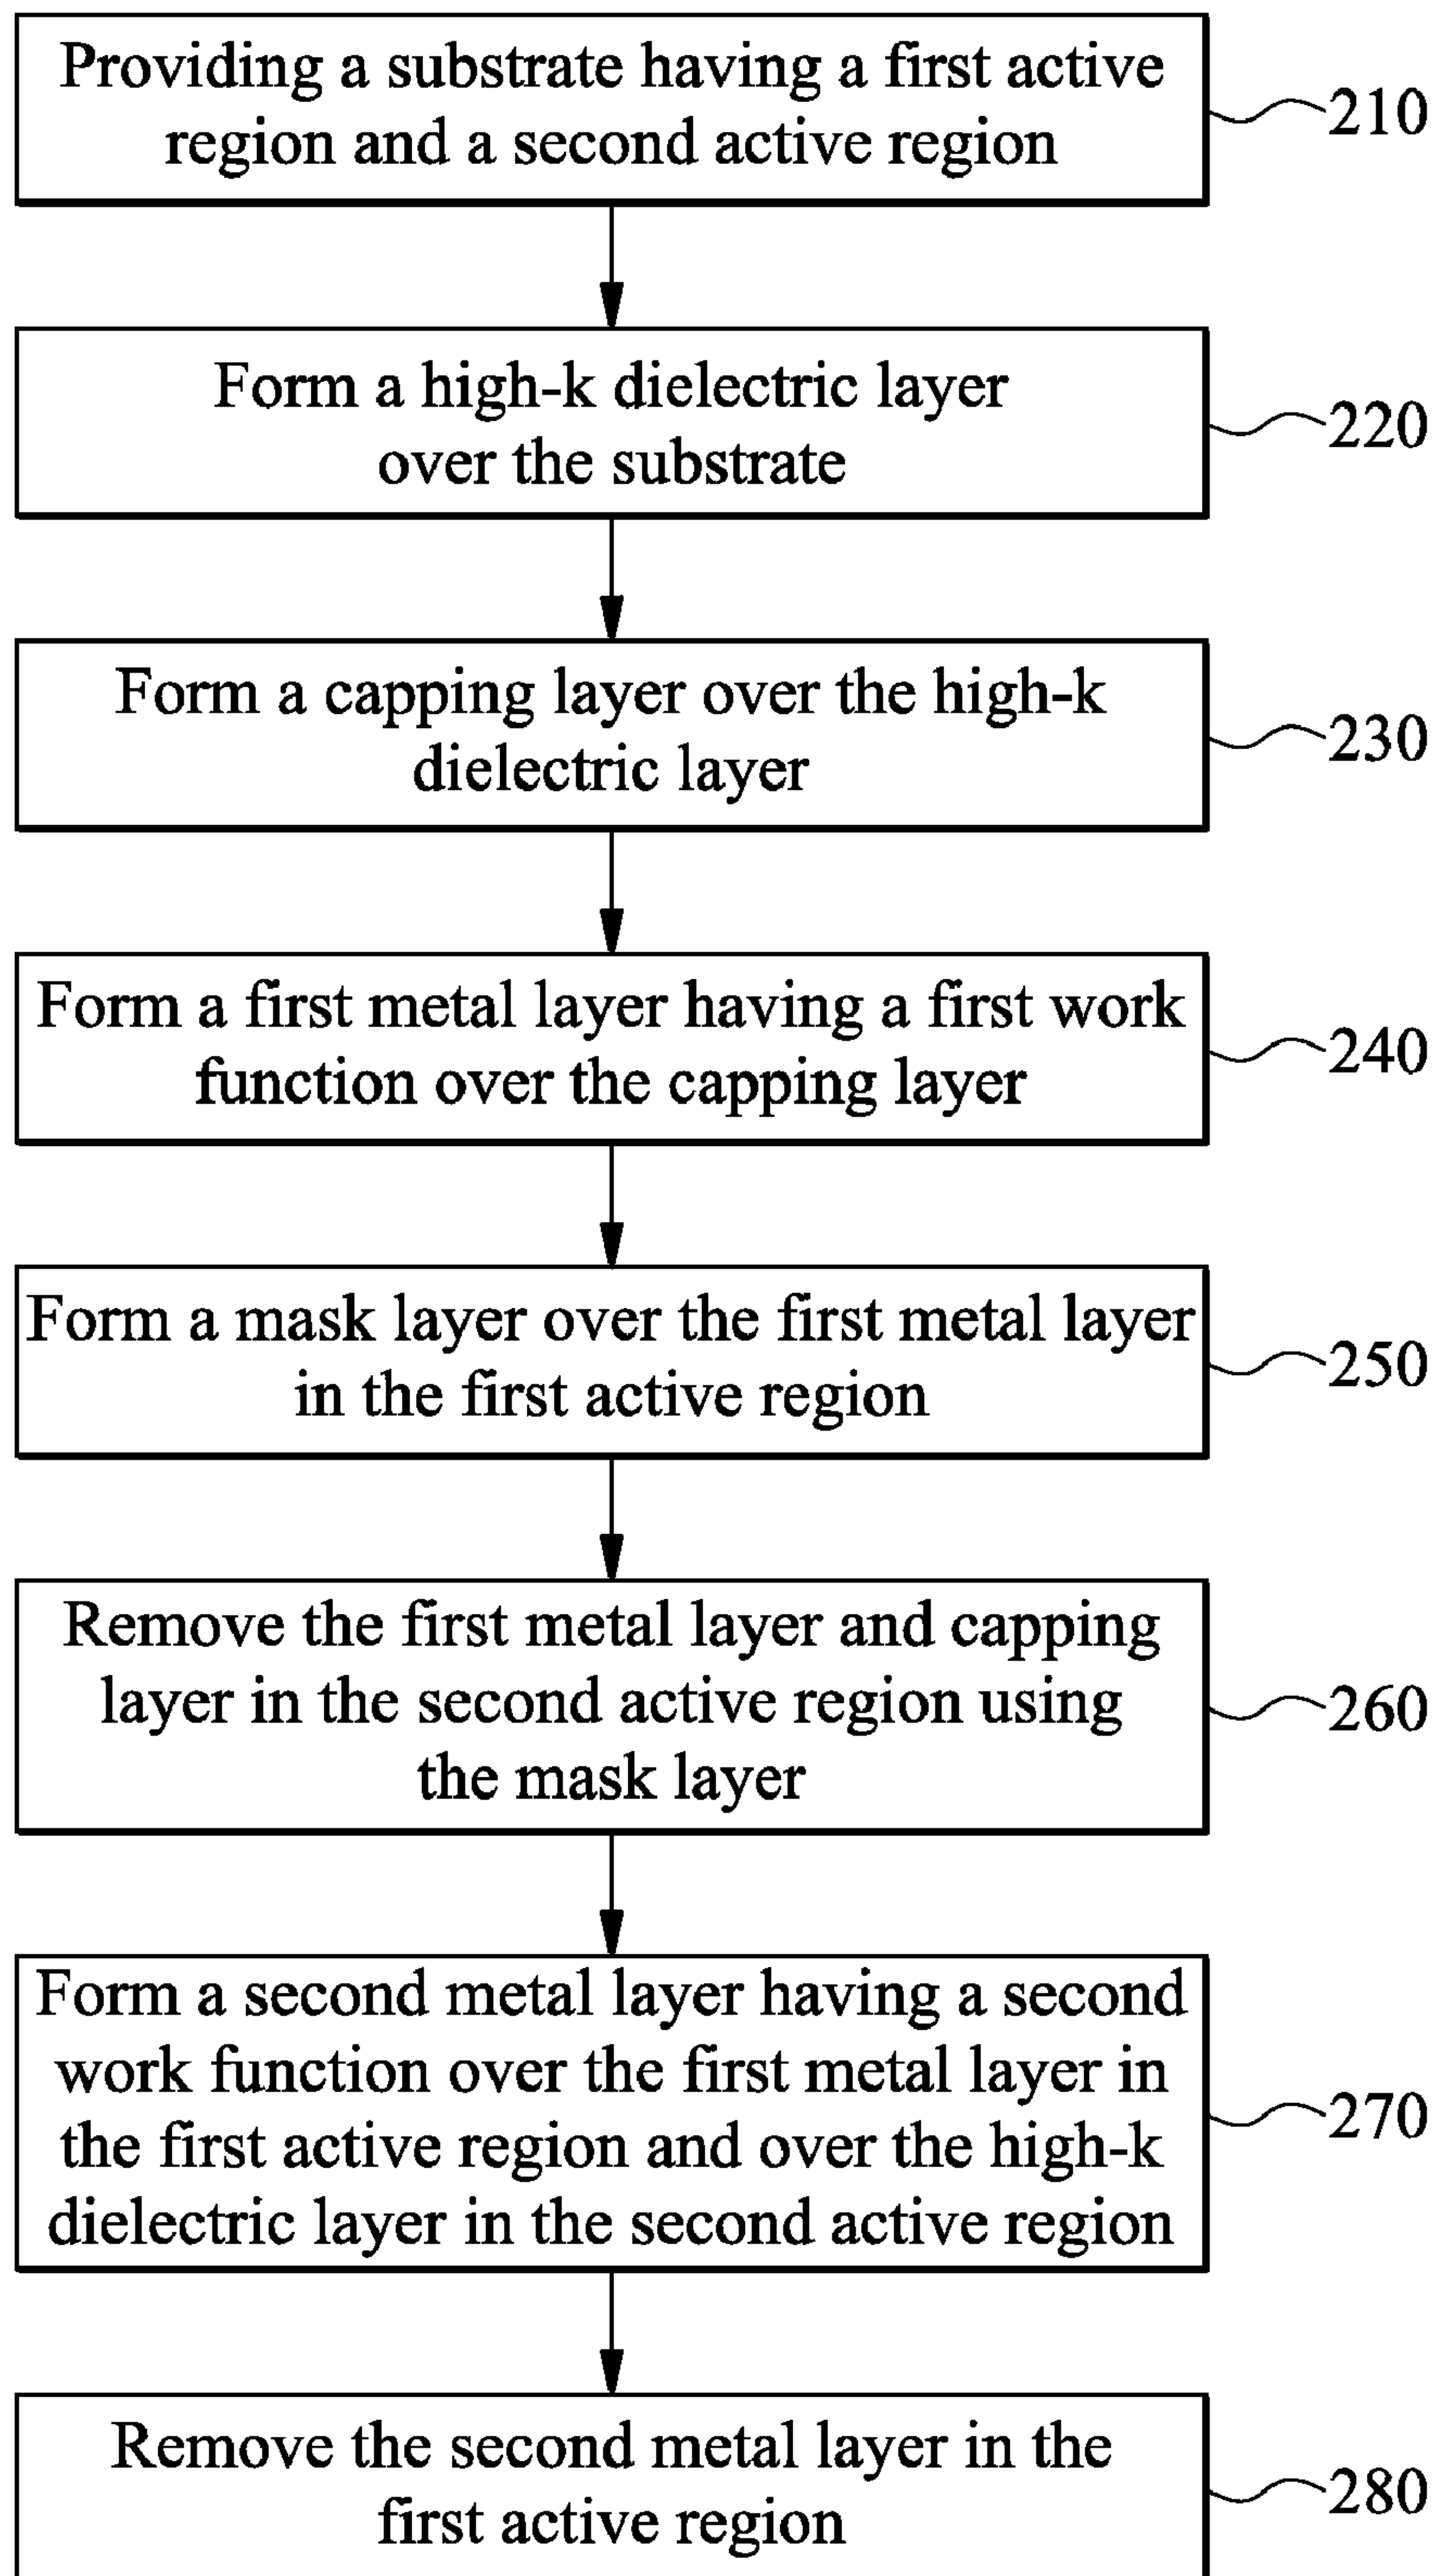 Providing a substrate having a first active
region and a second active region
210
Form a high-k dielectric layer
over the substrate
220
Form a capping layer over the high-k
dielectric layer
230
Form a first metal layer having a first work
function over the capping layer
240
Form a mask layer over the first metal layer
in the first active region
250
Remove the first metal layer and capping
layer in the second active region using
the mask layer
260
Form a second metal layer having a second
work function over the first metal layer in
the first active region and over the high-k
dielectric layer in the second active region
270
Remove the second metal layer in the
first active region
280